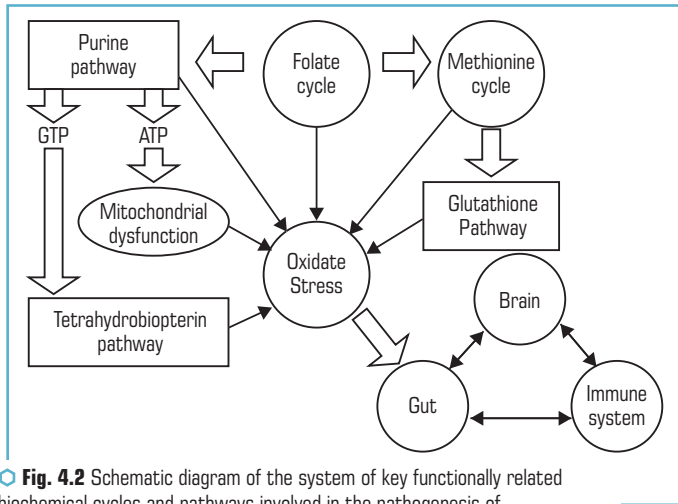 Purine
pathway
Folate
cycle
Methionine
cycle
GTP
ATP
Mitochondrial
dysfunction
Glutathione
Pathway
Oxidate
Stress
Brain
Tetrahydrobiopterin
pathway
Gut
Immune
system
Fig. 4.2 Schematic diagram of the system of key functionally related
biochemical cycles and pathways involved in the pathogenesis of